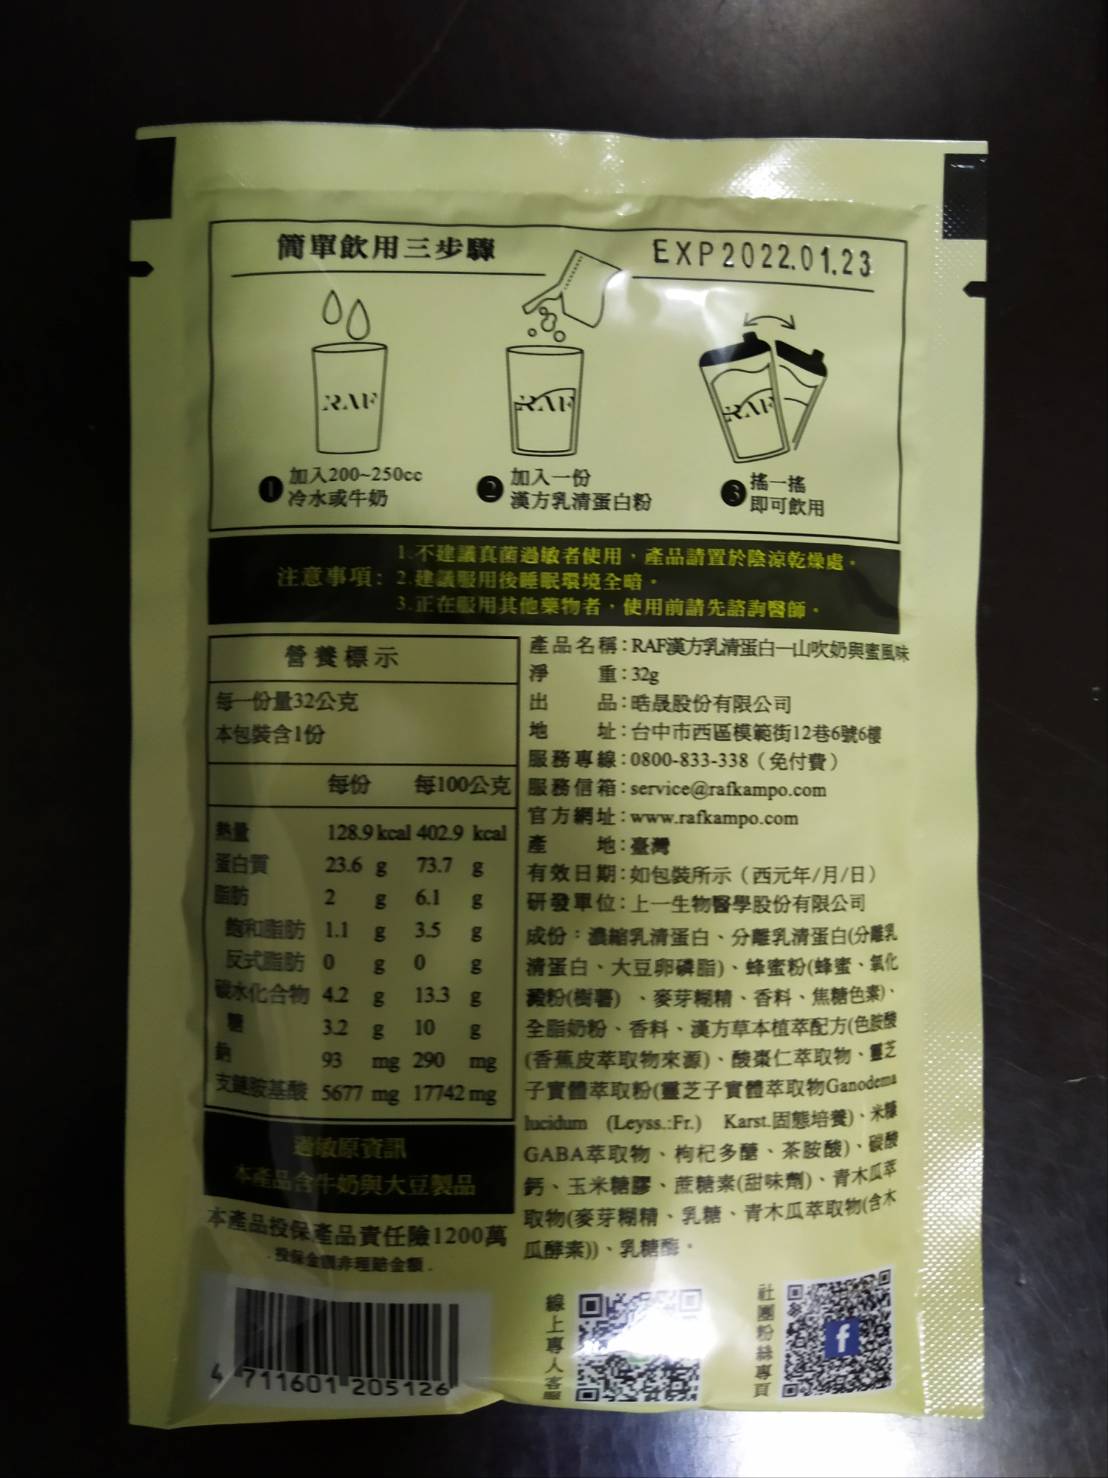 簡單飲用三步驟
EXP2022.01.23
RAF
RAF
RAF
1 加入200~250cc
冷水或牛奶
2 加入一份
漢方乳清蛋白粉
3 搖一搖
即可飲用
注意事項:
1.不建議真菌過敏者使用，產品請置於陰涼乾燥處。
2.建議服用後睡眠環境全暗。
3.正在服用其他藥物者，使用前請先諮詢醫師。
營養標示
每一份量32公克
本包裝含1份
每份 每100公克
熱量 128.9 kcal 402.9 kcal
蛋白質 23.6 g 73.7 g
脂肪 2 g 6.1 g
飽和脂肪 1.1 g 3.5 g
反式脂肪 0 g 0 g
碳水化合物 4.2 g 13.3 g
糖 3.2 g 10 g
鈉 93 mg 290 mg
支鏈胺基酸 5677 mg 17742 mg
過敏原資訊
本產品含牛奶與大豆製品
本產品投保產品責任險1200萬
.投保金額非理賠金額.
4 711601 205126
產品名稱:RAF漢方乳清蛋白—山吹奶與蜜風味
淨 重:32g
出 品:晧晟股份有限公司
地 址:台中市西區模範街12巷6號6樓
服務專線:0800-833-338（免付費）
服務信箱:service@rafkampo.com
官方網址:www.rafkampo.com
產 地:臺灣
有效日期:如包裝所示（西元年/月/日）
研發單位:上一生物醫學股份有限公司
成份：濃縮乳清蛋白、分離乳清蛋白(分離乳
清蛋白、大豆卵磷脂)、蜂蜜粉(蜂蜜、氧化
澱粉(樹薯)、麥芽糊精、香料、焦糖色素)、
全脂奶粉、香料、漢方草本植萃配方(色胺酸
(香蕉皮萃取物來源)、酸棗仁萃取物、靈芝
子實體萃取粉(靈芝子實體萃取物Ganodema
lucidum (Leyss.:Fr.) Karst.固態培養)、米糠
GABA萃取物、枸杞多醣、茶胺酸)、碳酸
鈣、玉米糖膠、蔗糖素(甜味劑)、青木瓜萃
取物(麥芽糊精、乳糖、青木瓜萃取物(含木
瓜酵素))、乳糖酶。
線上專人客服
社團粉絲專頁
f